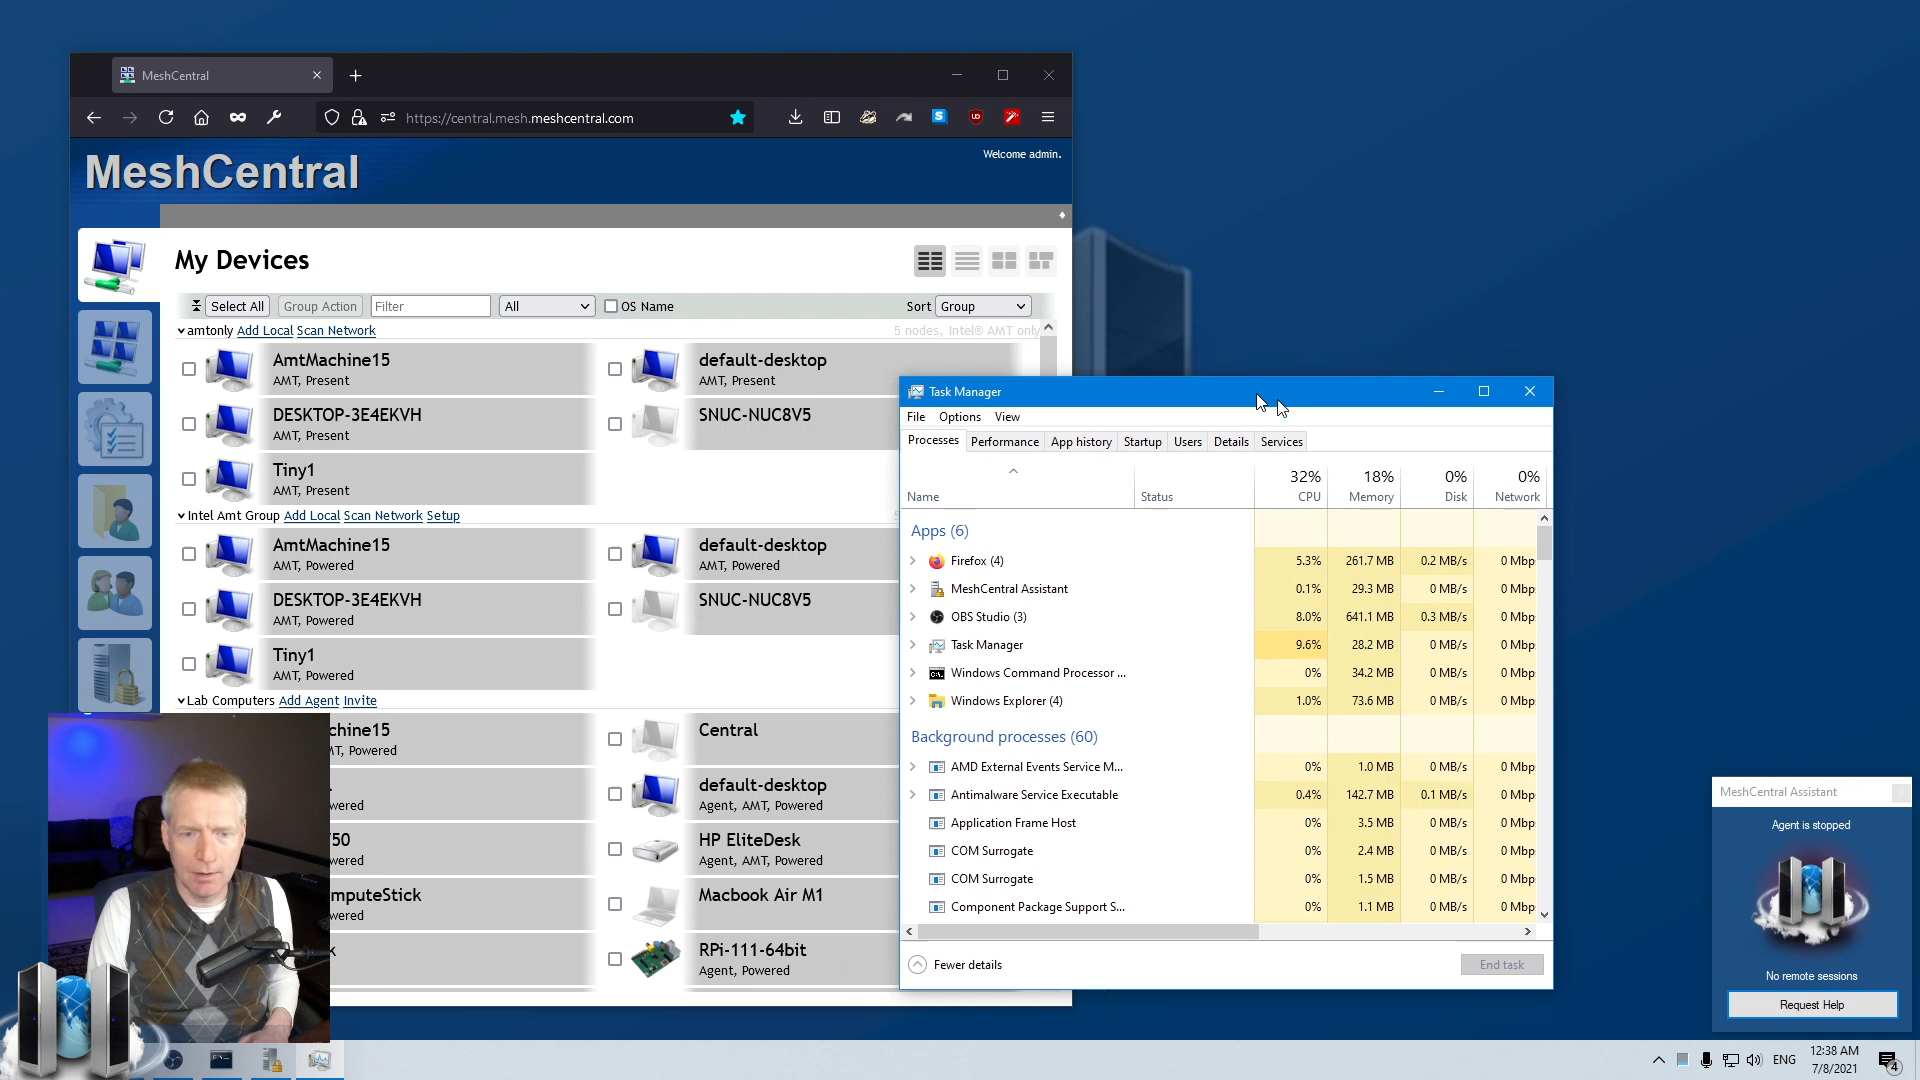 MeshCentral
https://central.mesh.meshcentral.com
MeshCentral
Welcome admin.
My Devices
Select All Group Action Filter All OS Name Sort Group
amtonly Add Local Scan Network 5 nodes, Intel® AMT only
AmtMachine15
AMT, Present
default-desktop
AMT, Present
DESKTOP-3E4EKVH
AMT, Present
SNUC-NUC8V5
Tiny1
AMT, Present
Intel Amt Group Add Local Scan Network Setup
AmtMachine15
AMT, Powered
default-desktop
AMT, Powered
DESKTOP-3E4EKVH
AMT, Powered
SNUC-NUC8V5
Tiny1
AMT, Powered
Lab Computers Add Agent Invite
chine15
MT, Powered
Central
wered
default-desktop
Agent, AMT, Powered
50
wered
HP EliteDesk
Agent, AMT, Powered
mputeStick
wered
Macbook Air M1
k
RPi-111-64bit
Agent, Powered
Task Manager
File Options View
Processes Performance App history Startup Users Details Services
32% 18% 0% 0%
Name Status CPU Memory Disk Network
Apps (6)
Firefox (4) 5.3% 261.7 MB 0.2 MB/s 0 Mbp
MeshCentral Assistant 0.1% 29.3 MB 0 MB/s 0 Mbp
OBS Studio (3) 8.0% 641.1 MB 0.3 MB/s 0 Mbp
Task Manager 9.6% 28.2 MB 0 MB/s 0 Mbp
Windows Command Processor ... 0% 34.2 MB 0 MB/s 0 Mbp
Windows Explorer (4) 1.0% 73.6 MB 0 MB/s 0 Mbp
Background processes (60)
AMD External Events Service M... 0% 1.0 MB 0 MB/s 0 Mbp
Antimalware Service Executable 0.4% 142.7 MB 0.1 MB/s 0 Mbp
Application Frame Host 0% 3.5 MB 0 MB/s 0 Mbp
COM Surrogate 0% 2.4 MB 0 MB/s 0 Mbp
COM Surrogate 0% 1.5 MB 0 MB/s 0 Mbp
Component Package Support S... 0% 1.1 MB 0 MB/s 0 Mbp
Fewer details End task
MeshCentral Assistant
Agent is stopped
No remote sessions
Request Help
ENG
12:38 AM
7/8/2021
4